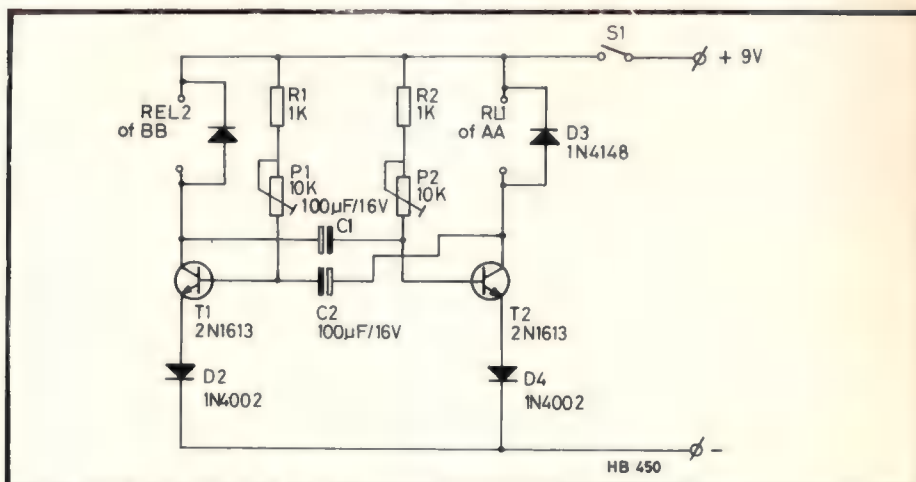 S1
+ 9V
REL2
of BB
R1
1K
R2
1K
RL1
of AA
D3
1N4148
P1
10K
P2
10K
100µF/16V
C1
T1
2N1613
C2
100µF/16V
T2
2N1613
D2
1N4002
D4
1N4002
-
HB 450